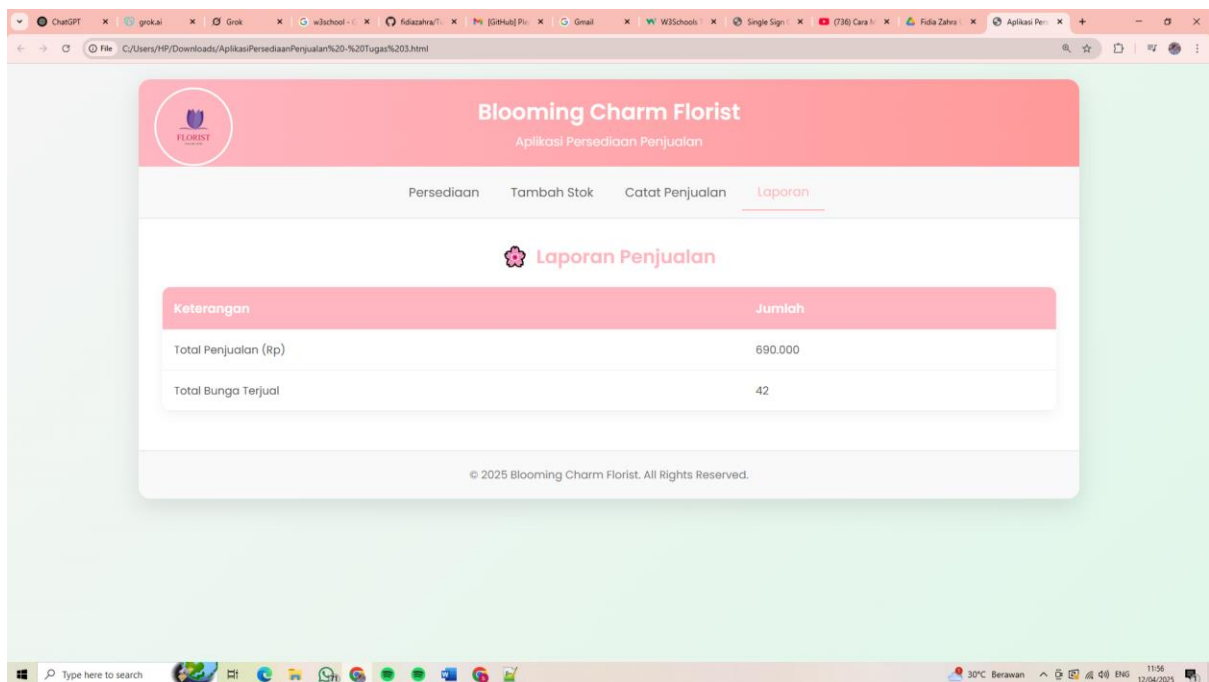 ChatGPT
grok.ai
Grok
w3school - G
fidiazahra/Tu
[GitHub] Ple
Gmail
W3Schools
Single Sign
(736) Cara
Fidia Zahra
Aplikasi Per
File C:/Users/HP/Downloads/AplikasiPersediaanPenjualan%20-%20Tugas%203.html
FLORIST
Blooming Charm Florist
Aplikasi Persediaan Penjualan
Persediaan Tambah Stok Catat Penjualan Laporan
Laporan Penjualan
Keterangan Jumlah
Total Penjualan (Rp) 690.000
Total Bunga Terjual 42
© 2025 Blooming Charm Florist. All Rights Reserved.
Type here to search
30°C Berawan
ENG
11:56
12/04/2025